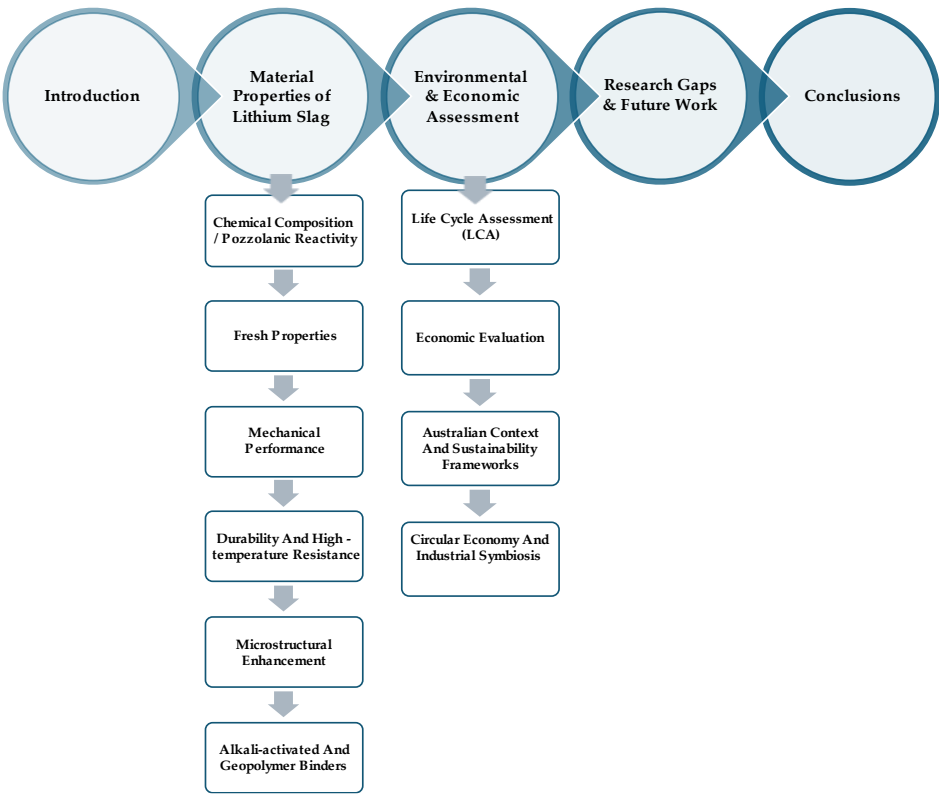 Introduction
Material
Properties of
Lithium Slag
Environmental
& Economic
Assessment
Research Gaps
& Future Work
Conclusions
Chemical Composition
/ Pozzolanic Reactivity
Fresh Properties
Mechanical
Performance
Durability And High -
temperature Resistance
Microstructural
Enhancement
Alkali-activated And
Geopolymer Binders
Life Cycle Assessment
(LCA)
Economic Evaluation
Australian Context
And Sustainability
Frameworks
Circular Economy And
Industrial Symbiosis